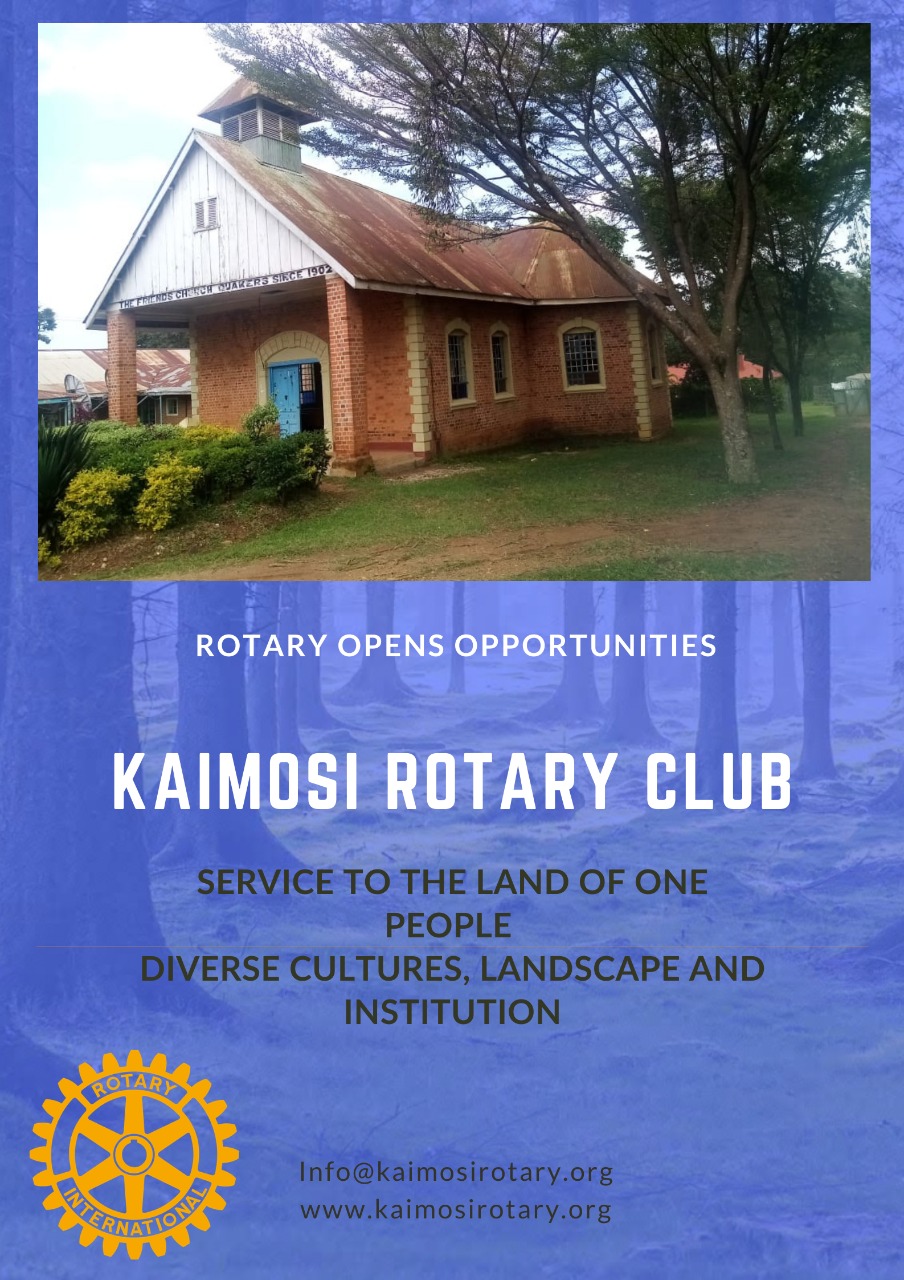 THE FRIENDS CHURCH QUAKERS SINCE 1902
ROTARY OPENS OPPORTUNITIES
KAIMOSI ROTARY CLUB
SERVICE TO THE LAND OF ONE
PEOPLE
DIVERSE CULTURES, LANDSCAPE AND
INSTITUTION
ROTARY
INTERNATIONAL
Info@kaimosirotary.org
www.kaimosirotary.org